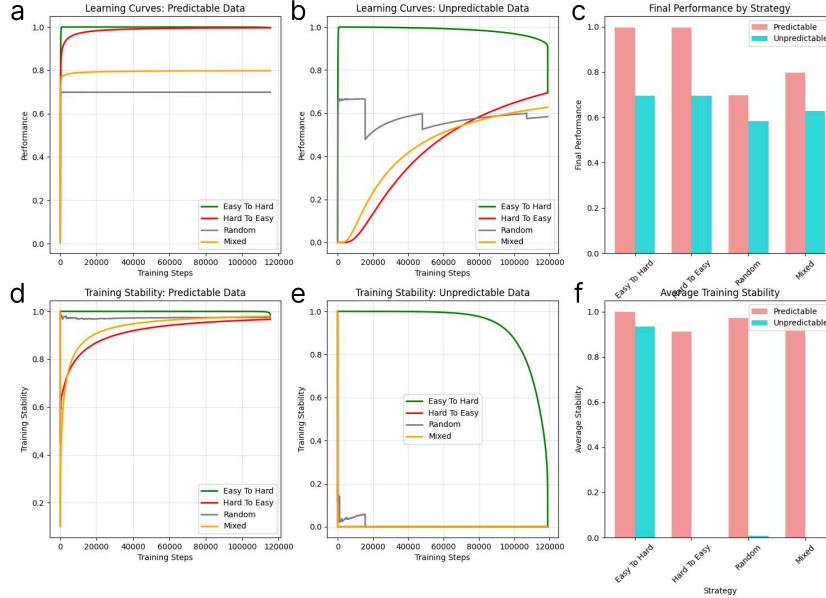 a
Learning Curves: Predictable Data
Performance
1.0
0.8
0.6
0.4
0.2
0.0
0
20000
40000
60000
80000
100000
120000
Training Steps
Easy To Hard
Hard To Easy
Random
Mixed
b
Learning Curves: Unpredictable Data
Performance
1.0
0.8
0.6
0.4
0.2
0.0
0
20000
40000
60000
80000
100000
120000
Training Steps
Easy To Hard
Hard To Easy
Random
Mixed
c
Final Performance by Strategy
Final Performance
1.0
0.8
0.6
0.4
0.2
0.0
Predictable
Unpredictable
Easy To Hard
Hard To Easy
Random
Mixed
d
Training Stability: Predictable Data
Training Stability
1.0
0.8
0.6
0.4
0.2
0
20000
40000
60000
80000
100000
120000
Training Steps
Easy To Hard
Hard To Easy
Random
Mixed
e
Training Stability: Unpredictable Data
Training Stability
1.0
0.8
0.6
0.4
0.2
0.0
0
20000
40000
60000
80000
100000
120000
Training Steps
Easy To Hard
Hard To Easy
Random
Mixed
f
Average Training Stability
Average Stability
1.0
0.8
0.6
0.4
0.2
0.0
Predictable
Unpredictable
Easy To Hard
Hard To Easy
Random
Mixed
Strategy